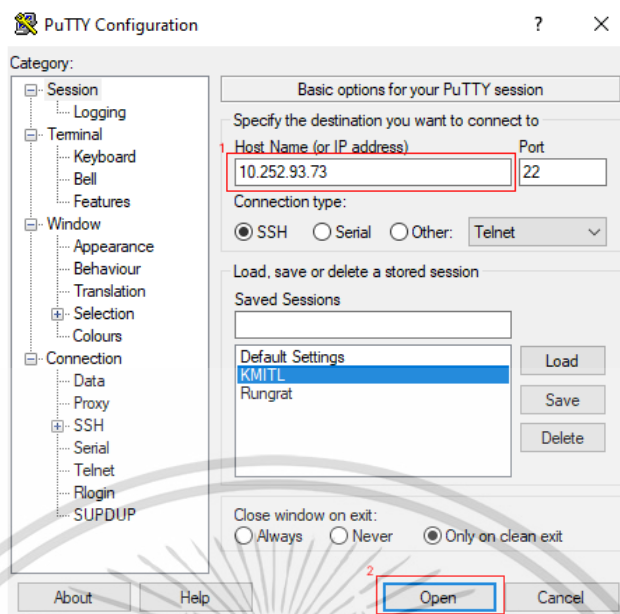 PuTTY Configuration ? ×
Category:
Session
Logging
Terminal
Keyboard
Bell
Features
Window
Appearance
Behaviour
Translation
Selection
Colours
Connection
Data
Proxy
SSH
Serial
Telnet
Rlogin
SUPDUP
Basic options for your PuTTY session
Specify the destination you want to connect to
1 Host Name (or IP address) Port
10.252.93.73 22
Connection type:
SSH Serial Other: Telnet
Load, save or delete a stored session
Saved Sessions
Default Settings
KMITL
Rungrat
Load
Save
Delete
Close window on exit:
Always Never Only on clean exit
2
About Help Open Cancel